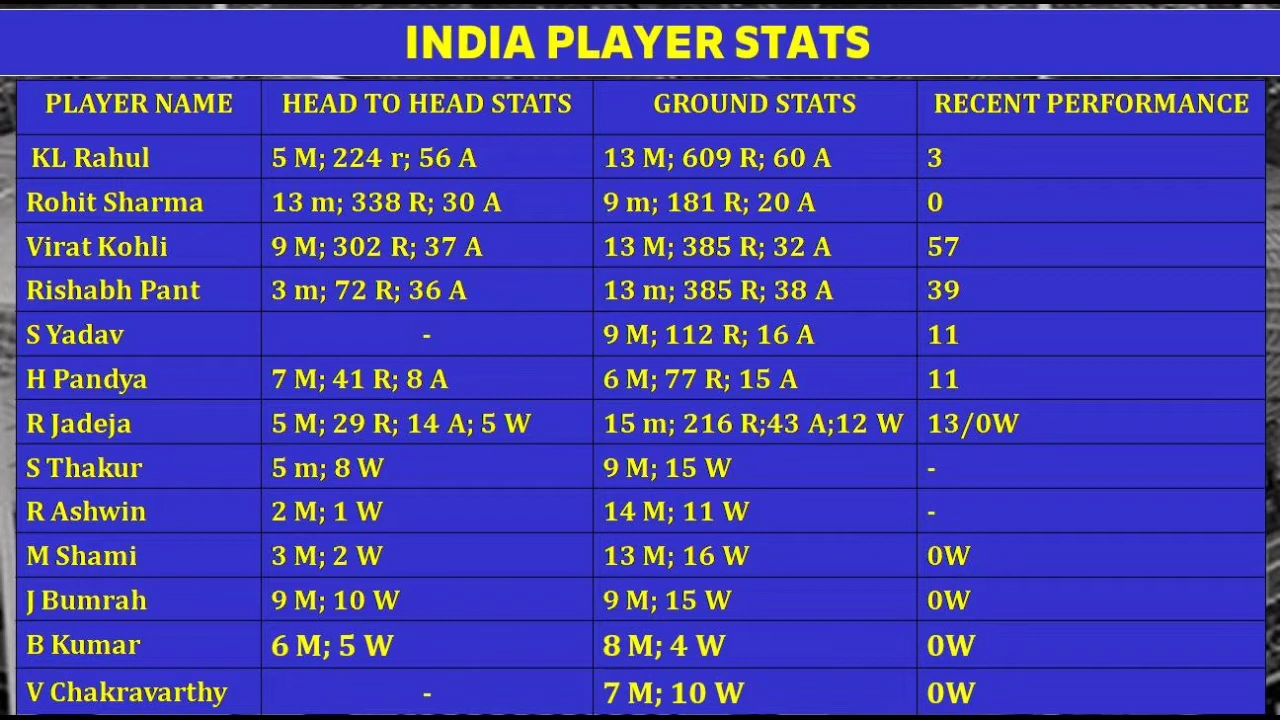 INDIA PLAYER STATS
PLAYER NAME HEAD TO HEAD STATS GROUND STATS RECENT PERFORMANCE
KL Rahul 5 M; 224 r; 56 A 13 M; 609 R; 60 A 3
Rohit Sharma 13 m; 338 R; 30 A 9 m; 181 R; 20 A 0
Virat Kohli 9 M; 302 R; 37 A 13 M; 385 R; 32 A 57
Rishabh Pant 3 m; 72 R; 36 A 13 m; 385 R; 38 A 39
S Yadav - 9 M; 112 R; 16 A 11
H Pandya 7 M; 41 R; 8 A 6 M; 77 R; 15 A 11
R Jadeja 5 M; 29 R; 14 A; 5 W 15 m; 216 R;43 A;12 W 13/0W
S Thakur 5 m; 8 W 9 M; 15 W -
R Ashwin 2 M; 1 W 14 M; 11 W -
M Shami 3 M; 2 W 13 M; 16 W 0W
J Bumrah 9 M; 10 W 9 M; 15 W 0W
B Kumar 6 M; 5 W 8 M; 4 W 0W
V Chakravarthy - 7 M; 10 W 0W